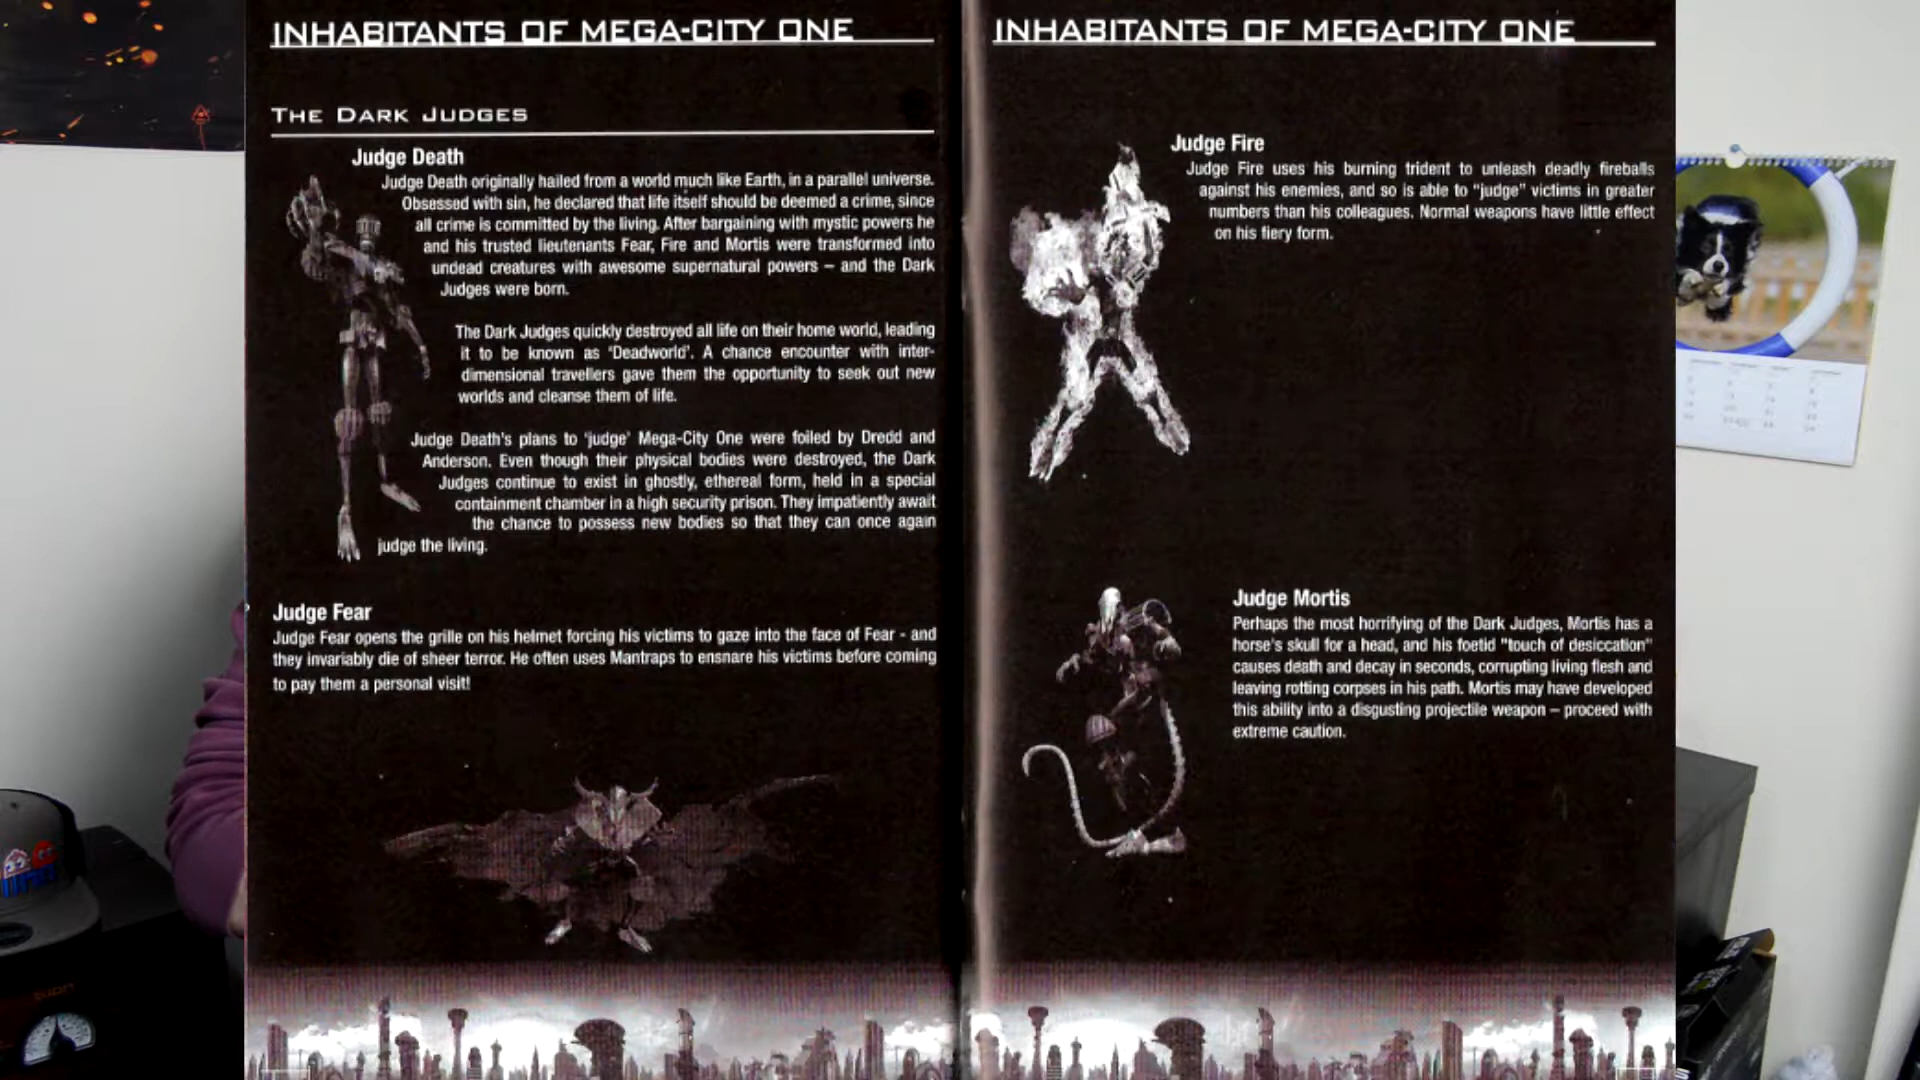 INHABITANTS OF MEGA-CITY ONE
THE DARK JUDGES
Judge Death
Judge Death originally hailed from a world much like Earth, in a parallel universe.
Obsessed with sin, he declared that life itself should be deemed a crime, since
all crime is committed by the living. After bargaining with mystic powers he
and his trusted lieutenants Fear, Fire and Mortis were transformed into
undead creatures with awesome supernatural powers – and the Dark
Judges were born.
The Dark Judges quickly destroyed all life on their home world, leading
it to be known as 'Deadworld'. A chance encounter with inter-
dimensional travellers gave them the opportunity to seek out new
worlds and cleanse them of life.
Judge Death's plans to 'judge' Mega-City One were foiled by Dredd and
Anderson. Even though their physical bodies were destroyed, the Dark
Judges continue to exist in ghostly, ethereal form, held in a special
containment chamber in a high security prison. They impatiently await
the chance to possess new bodies so that they can once again
judge the living.
Judge Fear
Judge Fear opens the grille on his helmet forcing his victims to gaze into the face of Fear - and
they invariably die of sheer terror. He often uses Mantraps to ensnare his victims before coming
to pay them a personal visit!
INHABITANTS OF MEGA-CITY ONE
Judge Fire
Judge Fire uses his burning trident to unleash deadly fireballs
against his enemies, and so is able to "judge" victims in greater
numbers than his colleagues. Normal weapons have little effect
on his fiery form.
Judge Mortis
Perhaps the most horrifying of the Dark Judges, Mortis has a
horse's skull for a head, and his foetid "touch of desiccation"
causes death and decay in seconds, corrupting living flesh and
leaving rotting corpses in his path. Mortis may have developed
this ability into a disgusting projectile weapon – proceed with
extreme caution.